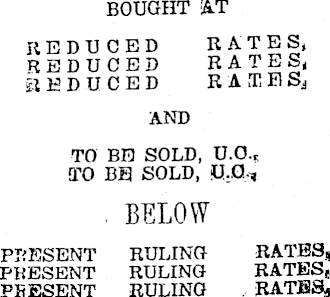 BOUGHT AT
REDUCED RATES,
REDUCED RATES,
REDUCED RATES,
AND
TO BE SOLD, U.C.,
TO BE SOLD, U.C.,
BELOW
PRESENT RULING RATES,
PRESENT RULING RATES,
PRESENT RULING RATES,